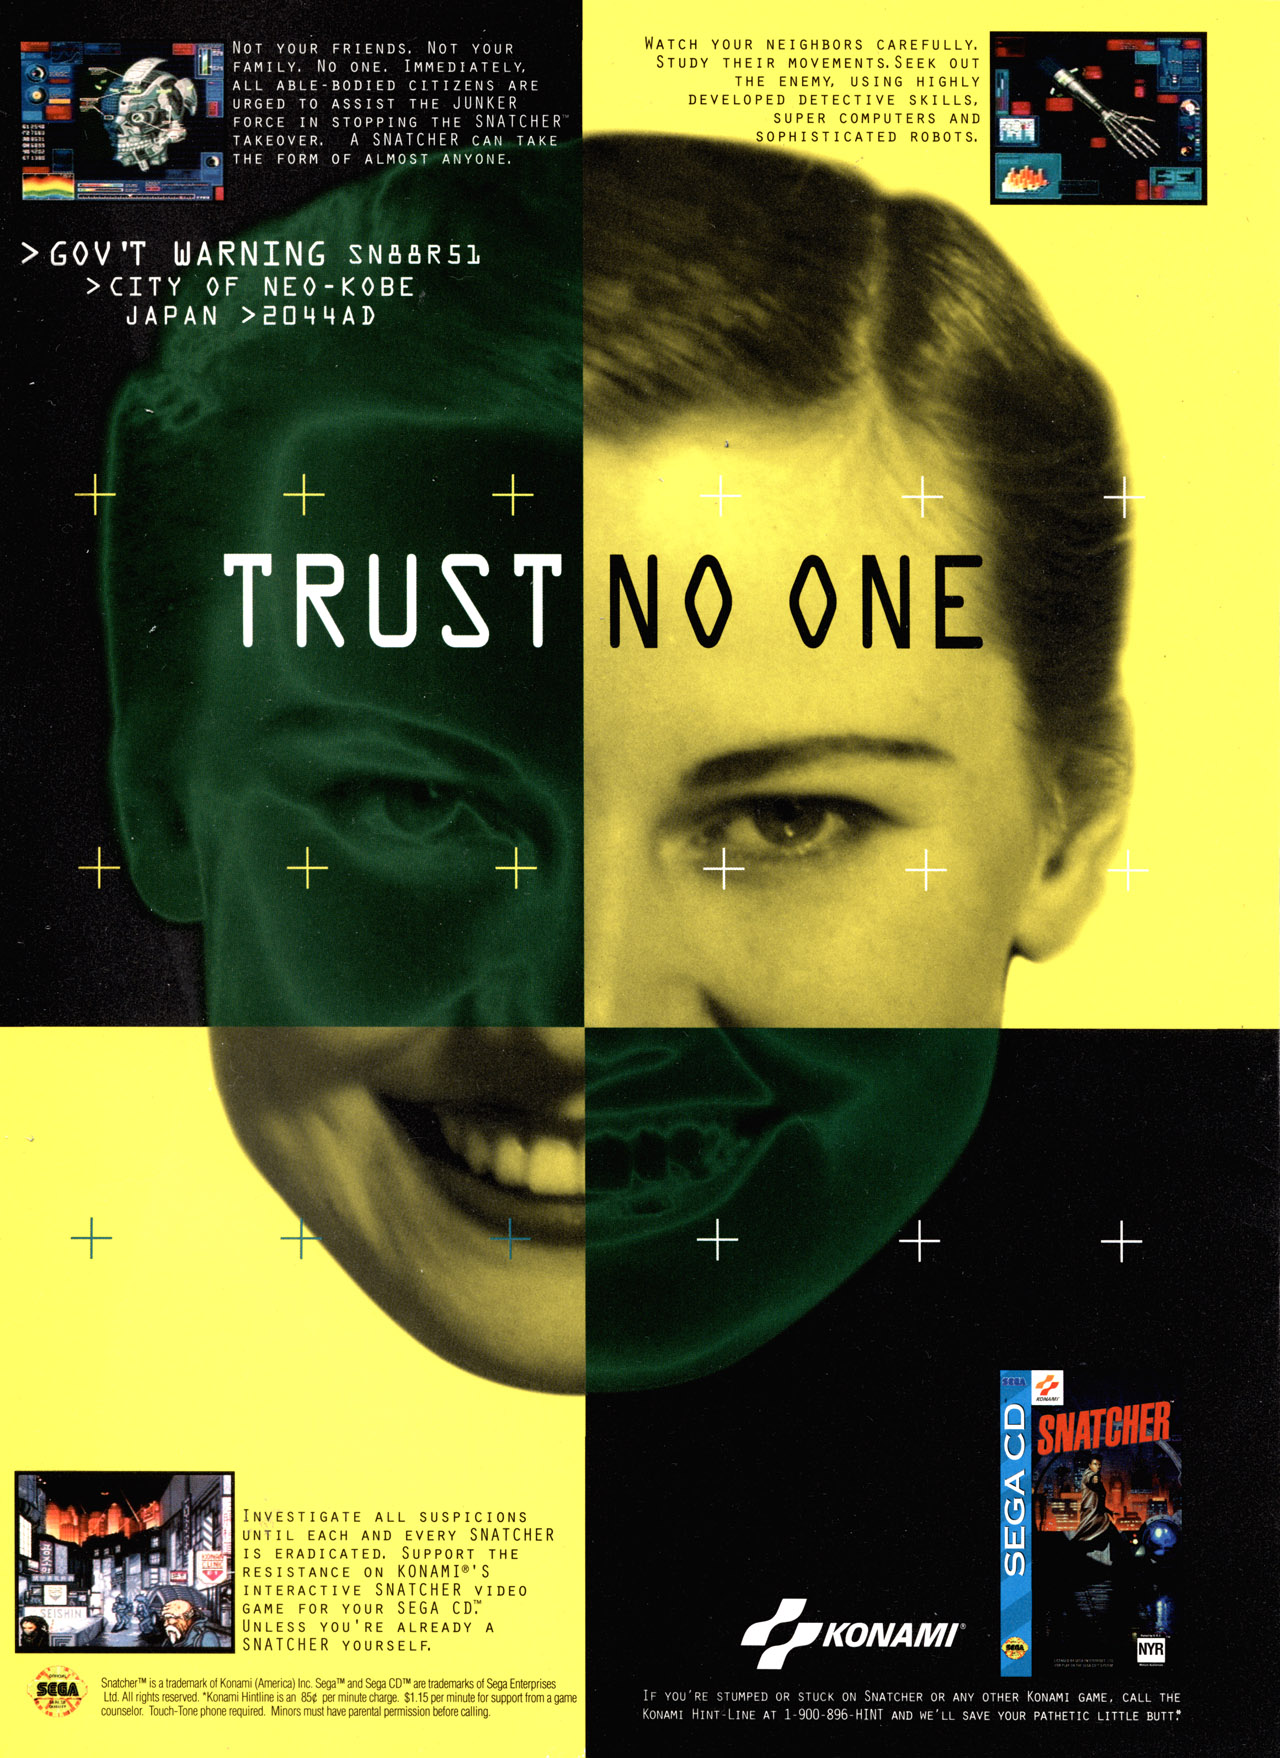 Not your friends. Not your
family. No one. Immediately,
all able-bodied citizens are
urged to assist the JUNKER
force in stopping the SNATCHER™
takeover. A SNATCHER can take
the form of almost anyone.
Watch your neighbors carefully.
Study their movements. Seek out
the enemy, using highly
developed detective skills,
super computers and
sophisticated robots.
>GOV'T WARNING SN88R51
>CITY OF NEO-KOBE
JAPAN >2044AD
TRUST NO ONE
SEISHIN
Investigate all suspicions
until each and every SNATCHER
is eradicated. Support the
resistance on KONAMI®'S
interactive SNATCHER video
game for your SEGA CD™.
Unless you're already a
SNATCHER yourself.
SEGA
Snatcher™ is a trademark of Konami (America) Inc. Sega™ and Sega CD™ are trademarks of Sega Enterprises
Ltd. All rights reserved. *Konami Hintline is an 85¢ per minute charge. $1.15 per minute for support from a game
counselor. Touch-Tone phone required. Minors must have parental permission before calling.
SEGA
KONAMI
SNATCHER
SEGA CD
NYR
KONAMI®
If you're stumped or stuck on Snatcher or any other Konami game, call the
Konami Hint-Line at 1-900-896-HINT and we'll save your pathetic little butt.*